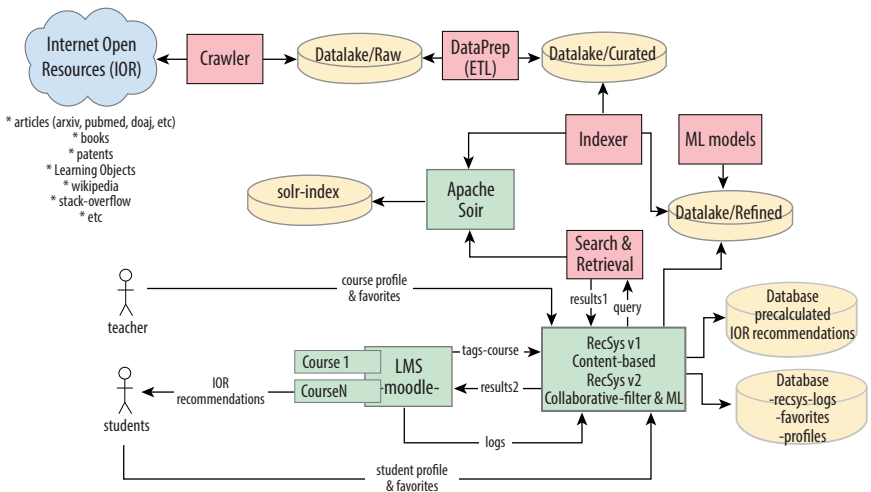 Internet Open
Resources (IOR)
Crawler
Datalake/Raw
DataPrep
(ETL)
Datalake/Curated
* articles (arxiv, pubmed, doaj, etc)
* books
* patents
* Learning Objects
* wikipedia
* stack-overflow
* etc
Indexer
ML models
solr-index
Apache
Soir
Datalake/Refined
Search &
Retrieval
teacher
course profile
& favorites
results1
query
Database
precalculated
IOR recommendations
Course 1
CourseN
LMS
-moodle-
tags-course
results2
RecSys v1
Content-based
RecSys v2
Collaborative-filter & ML
Database
-recsys-logs
-favorites
-profiles
students
IOR
recommendations
logs
student profile
& favorites